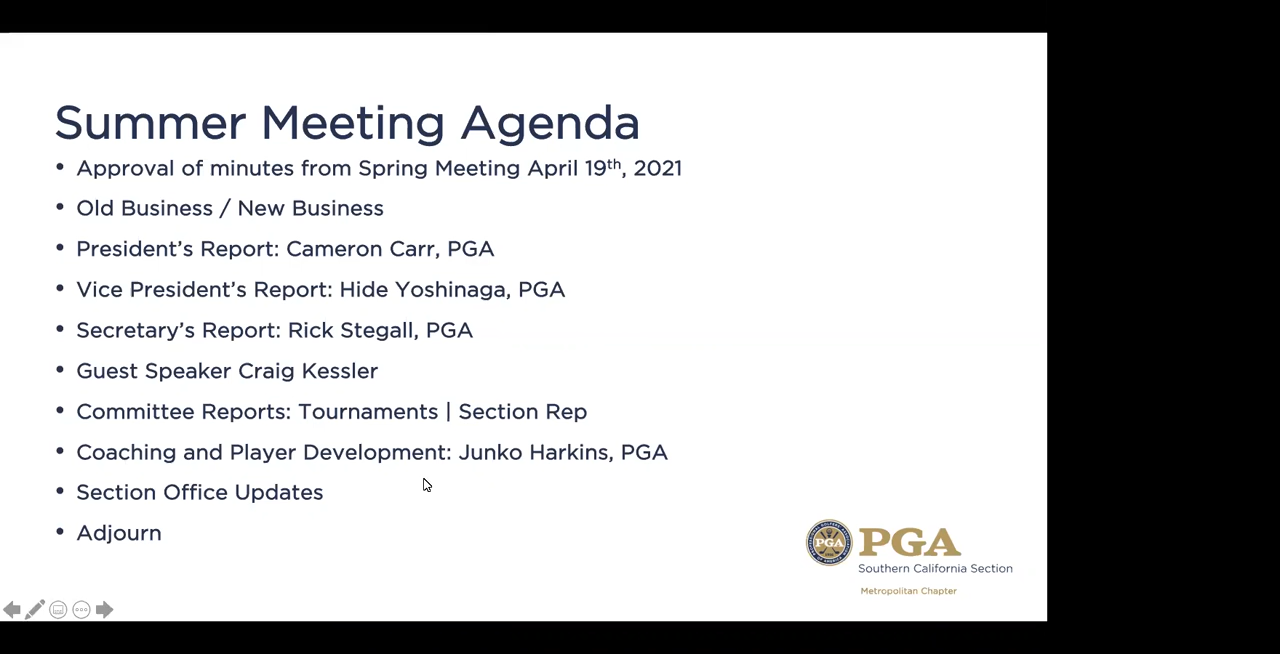 Summer Meeting Agenda
• Approval of minutes from Spring Meeting April 19th, 2021
• Old Business / New Business
• President's Report: Cameron Carr, PGA
• Vice President's Report: Hide Yoshinaga, PGA
• Secretary's Report: Rick Stegall, PGA
• Guest Speaker Craig Kessler
• Committee Reports: Tournaments | Section Rep
• Coaching and Player Development: Junko Harkins, PGA
• Section Office Updates
• Adjourn
PGA
PGA
Southern California Section
Metropolitan Chapter